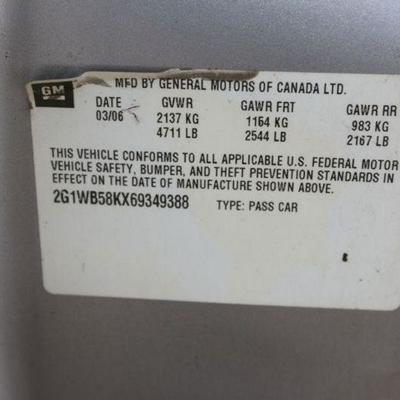 GM
MFD BY GENERAL MOTORS OF CANADA LTD.
DATE GVWR GAWR FRT GAWR RR
03/06 2137 KG 1154 KG 983 KG
4711 LB 2544 LB 2167 LB
THIS VEHICLE CONFORMS TO ALL APPLICABLE U.S. FEDERAL MOTOR
VEHICLE SAFETY, BUMPER, AND THEFT PREVENTION STANDARDS IN
EFFECT ON THE DATE OF MANUFACTURE SHOWN ABOVE.
2G1WB58KX69349388 TYPE: PASS CAR